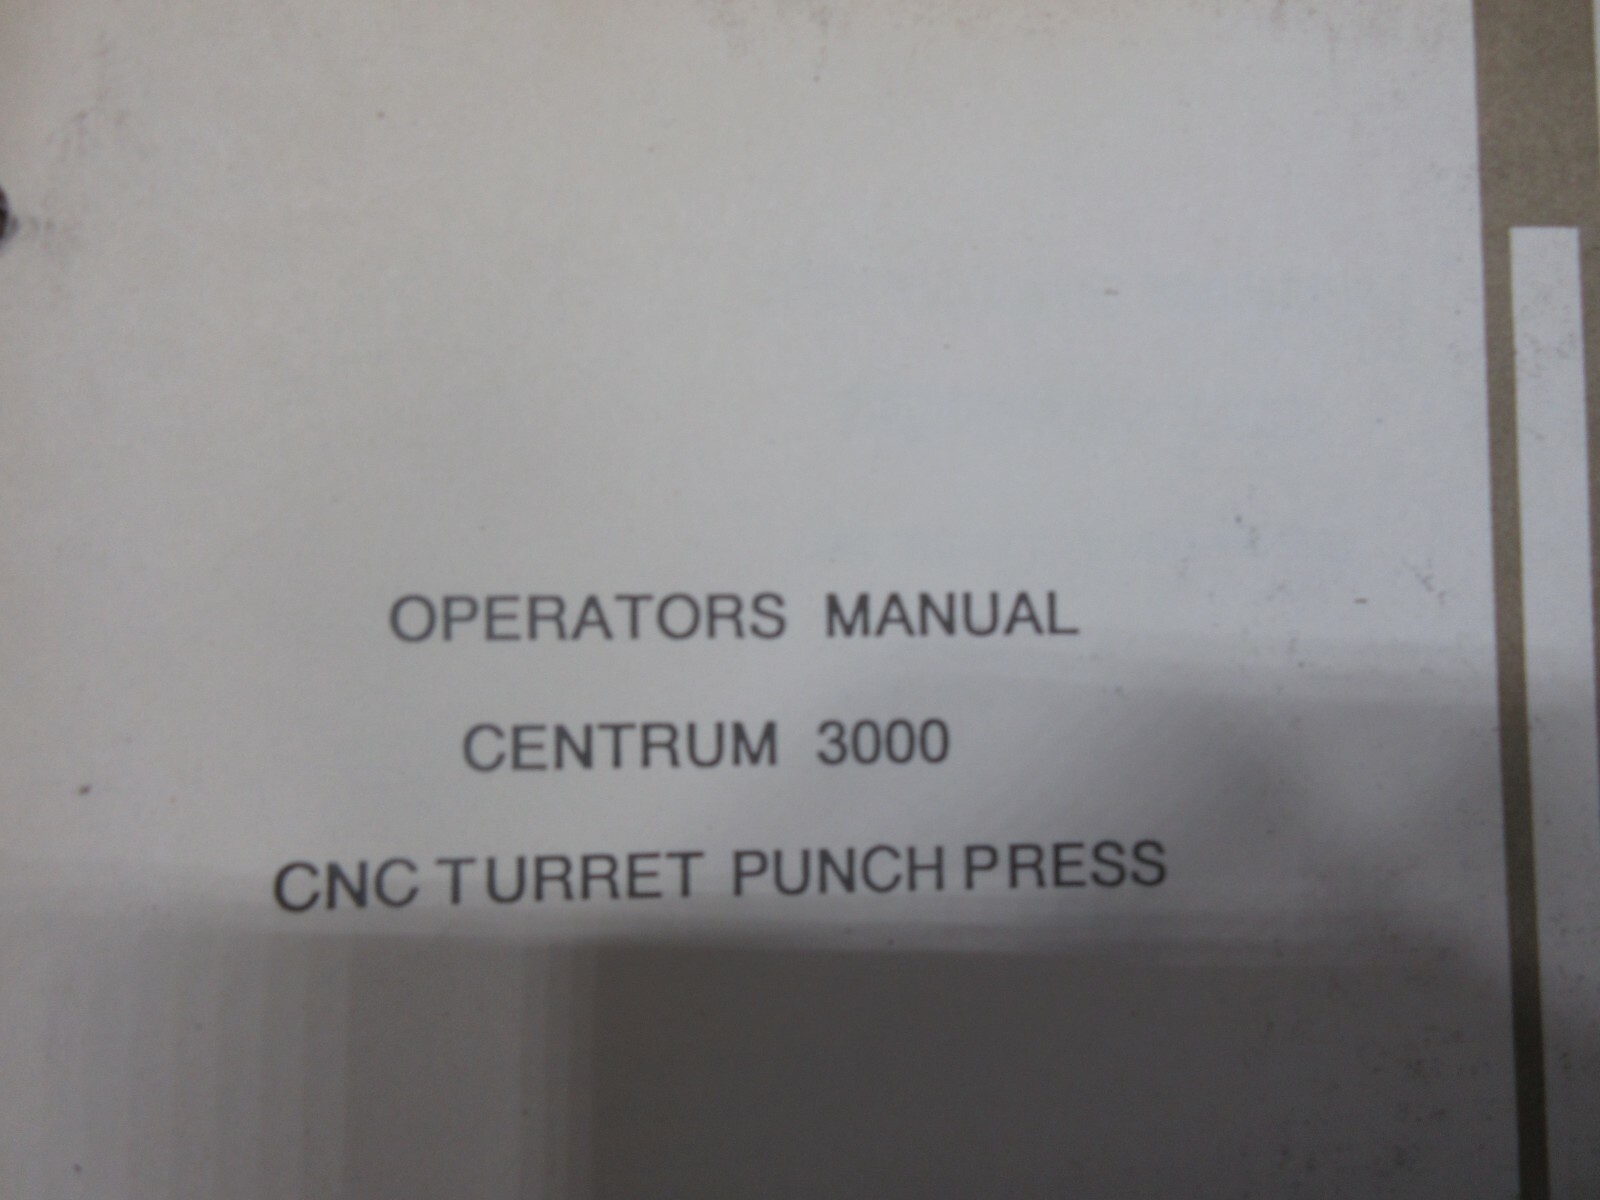 OPERATORS MANUAL
CENTRUM 3000
CNC TURRET PUNCH PRESS